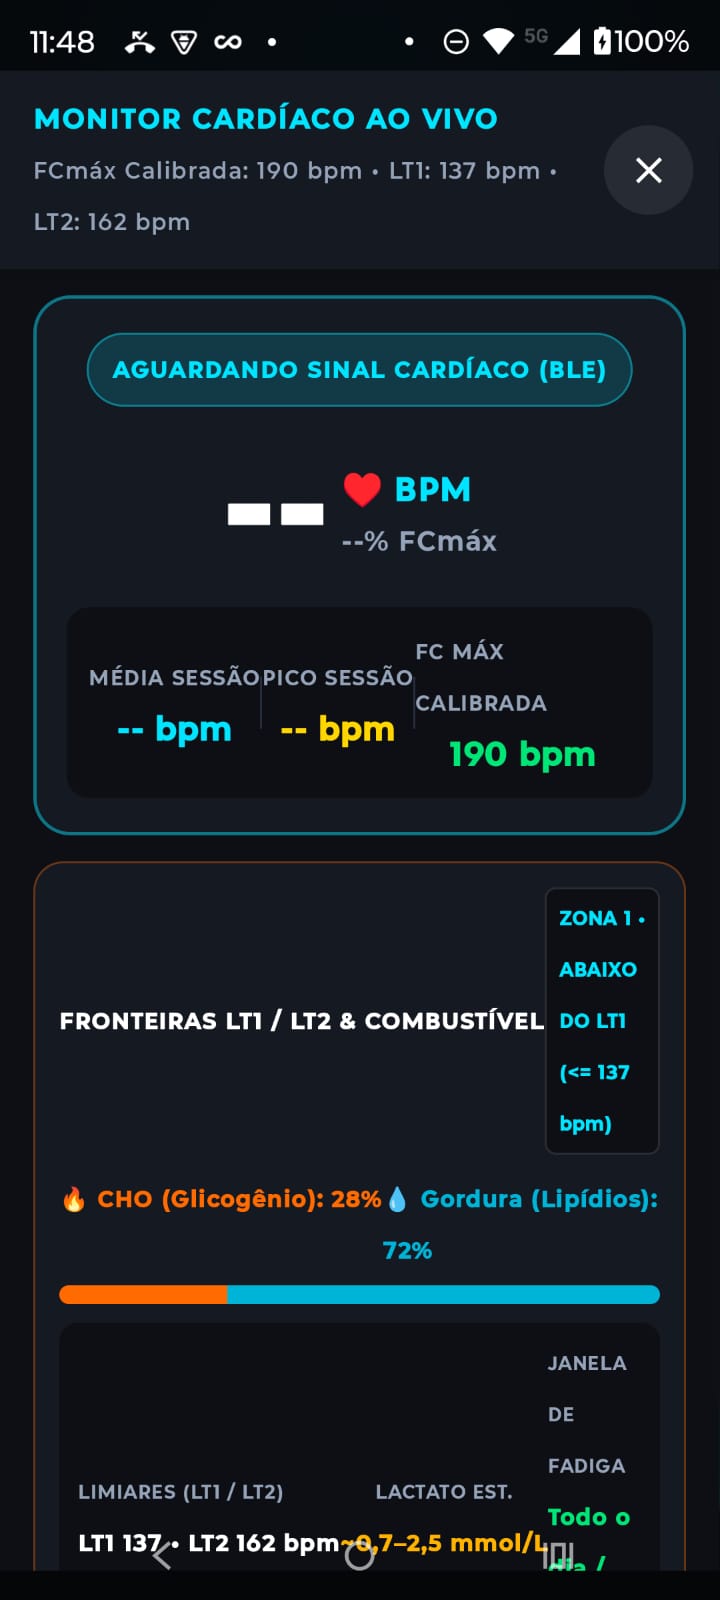 11:48
5G
100%
MONITOR CARDÍACO AO VIVO
FCmáx Calibrada: 190 bpm • LT1: 137 bpm •
LT2: 162 bpm
AGUARDANDO SINAL CARDÍACO (BLE)
--
BPM
--% FCmáx
MÉDIA SESSÃO
-- bpm
PICO SESSÃO
-- bpm
FC MÁX
CALIBRADA
190 bpm
FRONTEIRAS LT1 / LT2 & COMBUSTÍVEL
ZONA 1 •
ABAIXO
DO LT1
(<= 137
bpm)
CHO (Glicogênio): 28%
Gordura (Lipídios):
72%
LIMIARES (LT1 / LT2)
LT1 137 • LT2 162 bpm
LACTATO EST.
~0,7–2,5 mmol/L
JANELA
DE
FADIGA
Todo o
dia /